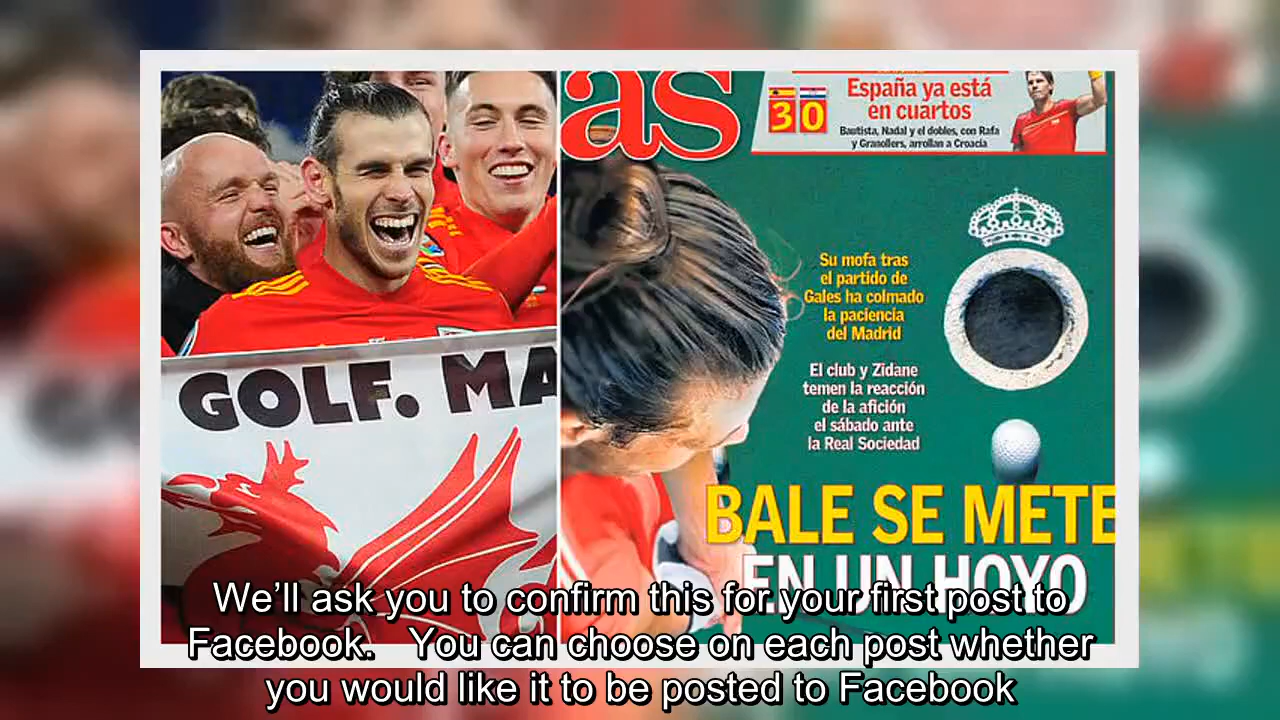 as
España ya está
en cuartos
3 0
Bautista, Nadal y el dobles, con Rafa
y Granollers, arrollan a Croacia
Su mofa tras
el partido de
Gales ha colmado
la paciencia
del Madrid
El club y Zidane
temen la reacción
de la afición
el sábado ante
la Real Sociedad
GOLF. MA
BALE SE METE
EN UN HOYO
We’ll ask you to confirm this for your first post to
Facebook. You can choose on each post whether
you would like it to be posted to Facebook